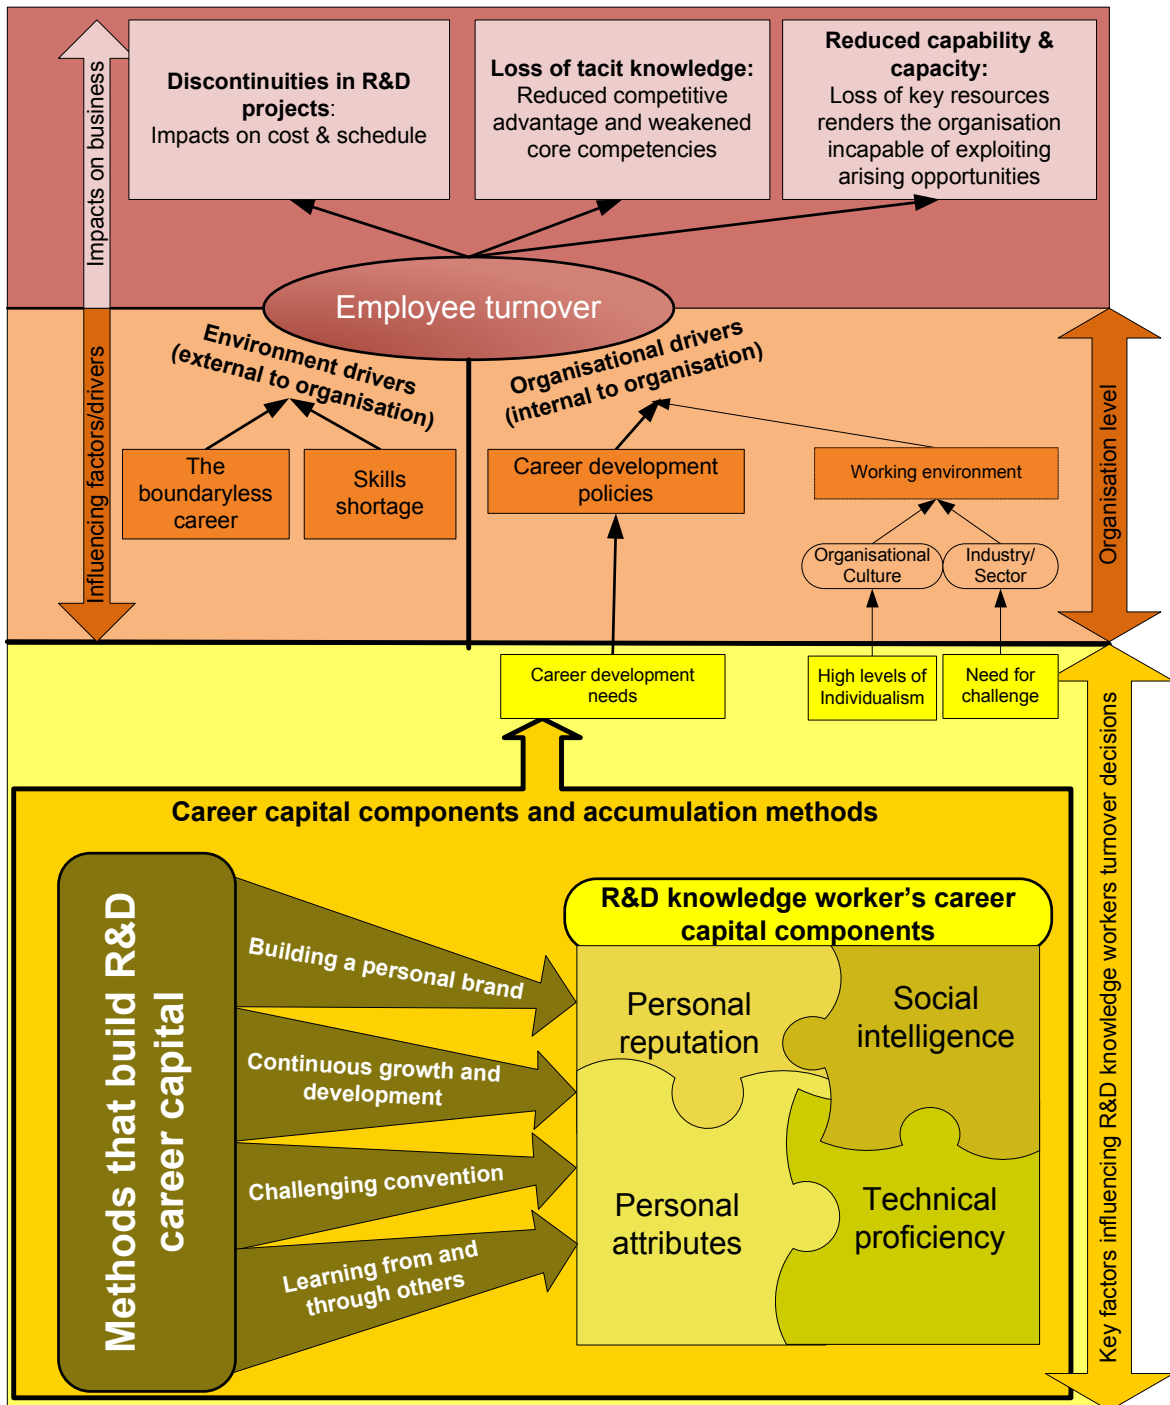 Impacts on business
Discontinuities in R&D
projects:
Impacts on cost & schedule
Loss of tacit knowledge:
Reduced competitive
advantage and weakened
core competencies
Reduced capability &
capacity:
Loss of key resources
renders the organisation
incapable of exploiting
arising opportunities
Employee turnover
Influencing factors/drivers
Environment drivers
(external to organisation)
Organisational drivers
(internal to organisation)
Organisation level
The
boundaryless
career
Skills
shortage
Career development
policies
Working environment
Organisational
Culture
Industry/
Sector
Career development
needs
High levels of
Individualism
Need for
challenge
Key factors influencing R&D knowledge workers turnover decisions
Career capital components and accumulation methods
Methods that build R&D
career capital
Building a personal brand
Continuous growth and
development
Challenging convention
Learning from and
through others
R&D knowledge worker's career
capital components
Personal
reputation
Social
intelligence
Personal
attributes
Technical
proficiency